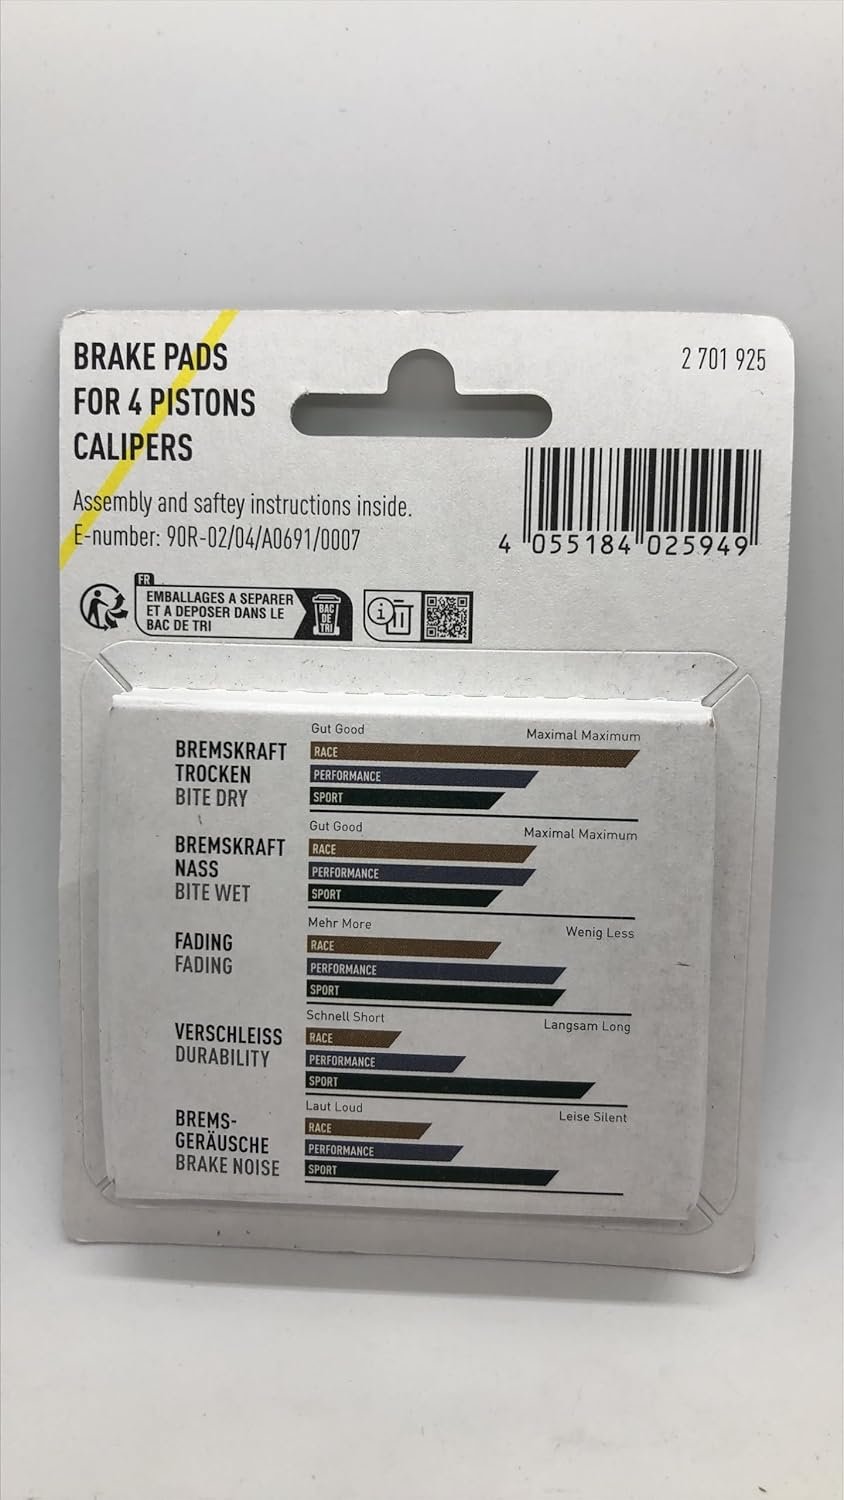 BRAKE PADS
FOR 4 PISTONS
CALIPERS
2 701 925
Assembly and saftey instructions inside.
E-number: 90R-02/04/A0691/0007
4 055184 025949
FR
EMBALLAGES A SEPARER
ET A DEPOSER DANS LE
BAC DE TRI
BAC
DE
TRI
Gut Good Maximal Maximum
BREMSKRAFT
TROCKEN
BITE DRY
RACE
PERFORMANCE
SPORT
Gut Good Maximal Maximum
BREMSKRAFT
NASS
BITE WET
RACE
PERFORMANCE
SPORT
Mehr More Wenig Less
FADING
FADING
RACE
PERFORMANCE
SPORT
Schnell Short Langsam Long
VERSCHLEISS
DURABILITY
RACE
PERFORMANCE
SPORT
Laut Loud Leise Silent
BREMS-
GERÄUSCHE
BRAKE NOISE
RACE
PERFORMANCE
SPORT